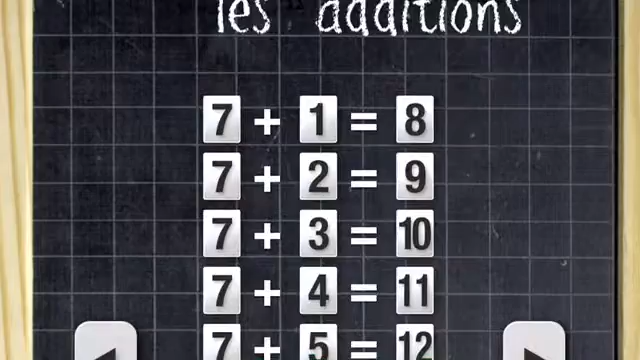 les additions
7 + 1 = 8
7 + 2 = 9
7 + 3 = 10
7 + 4 = 11
7 + 5 = 12